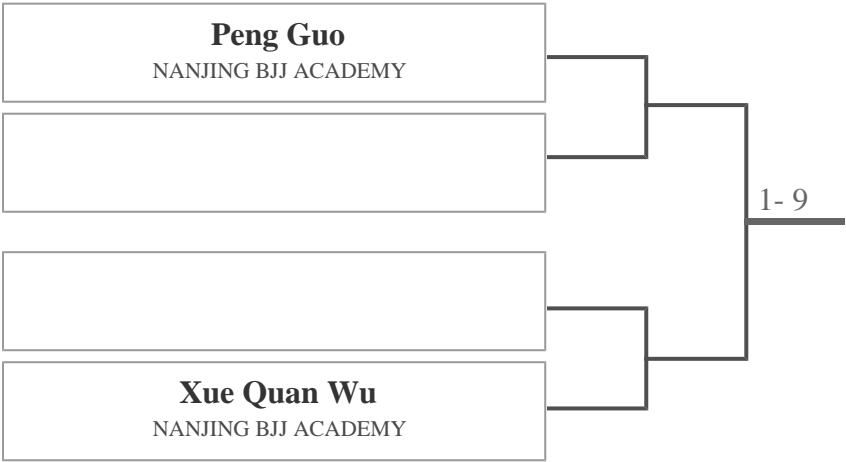 Peng Guo
NANJING BJJ ACADEMY
1- 9
Xue Quan Wu
NANJING BJJ ACADEMY